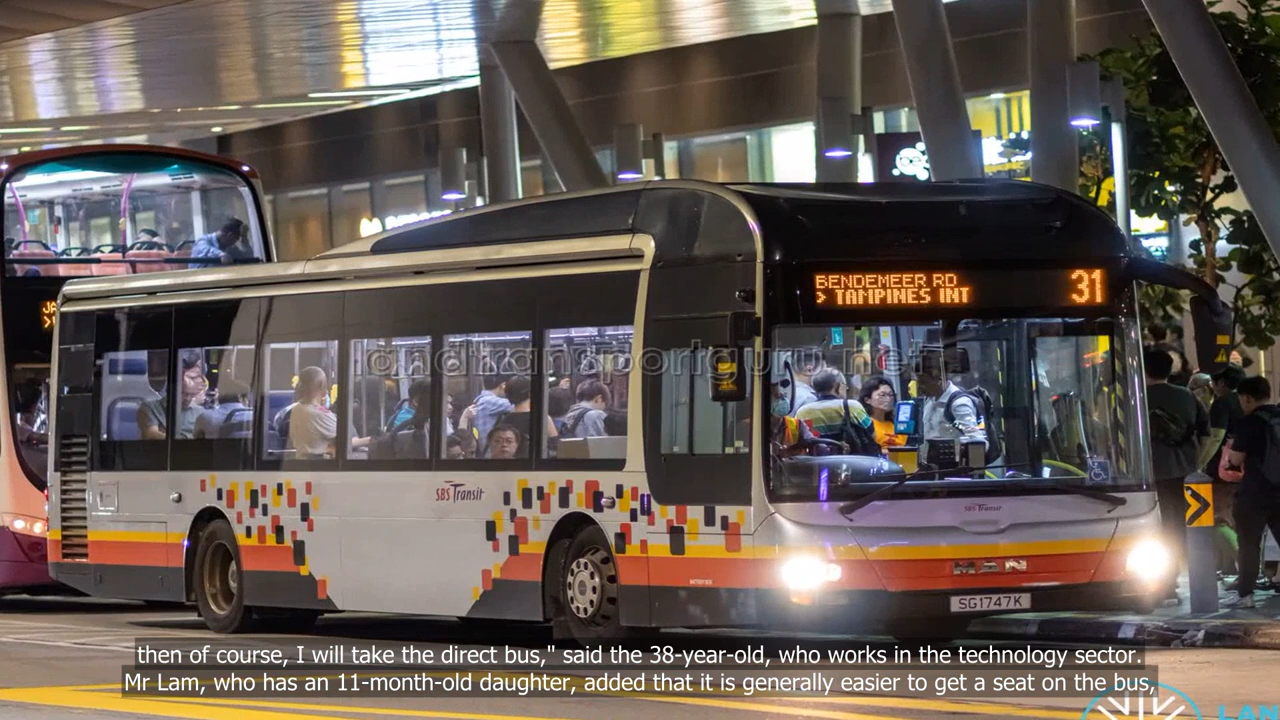 BENDEMEER RD
> TAMPINES INT
31
landtransportguru.net
SBS Transit
SBS Transit
MAN
SG1747K
then of course, I will take the direct bus," said the 38-year-old, who works in the technology sector.
Mr Lam, who has an 11-month-old daughter, added that it is generally easier to get a seat on the bus,
LAN